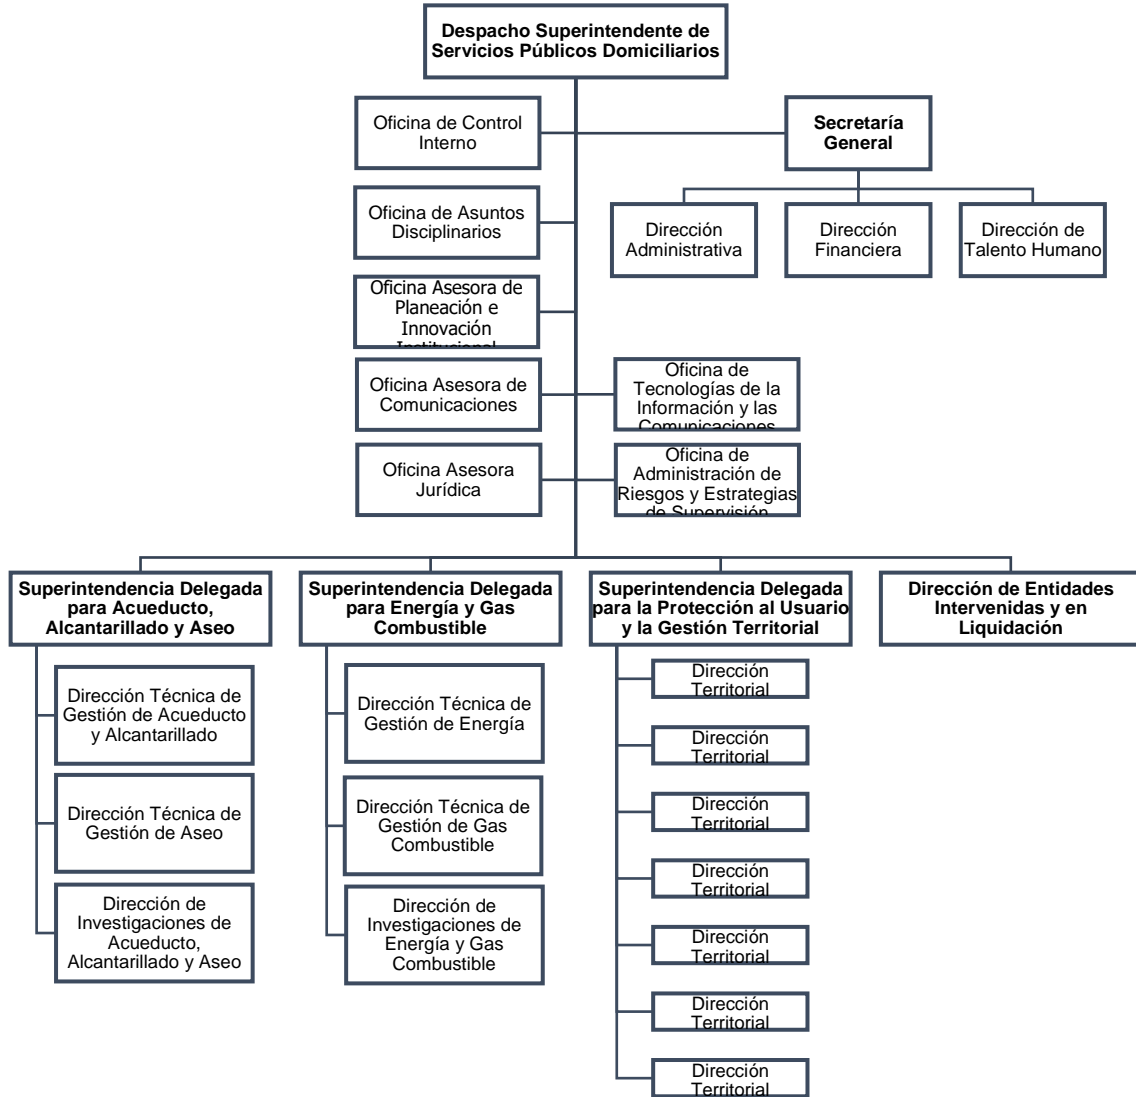 Despacho Superintendente de
Servicios Públicos Domiciliarios
Oficina de Control
Interno
Secretaría
General
Oficina de Asuntos
Disciplinarios
Dirección
Administrativa
Dirección
Financiera
Dirección de
Talento Humano
Oficina Asesora de
Planeación e
Innovación
Institucional
Oficina Asesora de
Comunicaciones
Oficina de
Tecnologías de la
Información y las
Comunicaciones
Oficina Asesora
Jurídica
Oficina de
Administración de
Riesgos y Estrategias
de Supervisión
Superintendencia Delegada
para Acueducto,
Alcantarillado y Aseo
Superintendencia Delegada
para Energía y Gas
Combustible
Superintendencia Delegada
para la Protección al Usuario
y la Gestión Territorial
Dirección de Entidades
Intervenidas y en
Liquidación
Dirección Técnica de
Gestión de Acueducto
y Alcantarillado
Dirección Técnica de
Gestión de Aseo
Dirección de
Investigaciones de
Acueducto,
Alcantarillado y Aseo
Dirección Técnica de
Gestión de Energía
Dirección Técnica de
Gestión de Gas
Combustible
Dirección de
Investigaciones de
Energía y Gas
Combustible
Dirección
Territorial
Dirección
Territorial
Dirección
Territorial
Dirección
Territorial
Dirección
Territorial
Dirección
Territorial
Dirección
Territorial